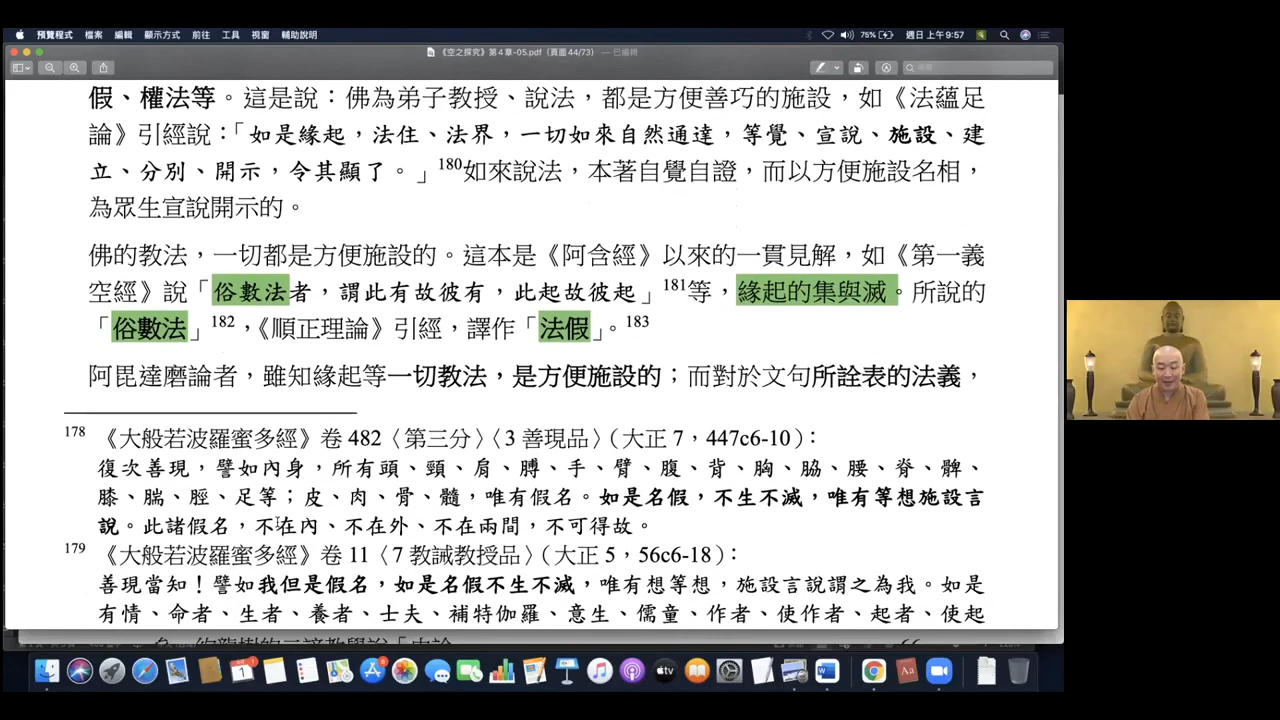 預覽程式 檔案 編輯 顯示方式 前往 工具 視窗 輔助說明 75% 週日 上午9:57
《空之探究》第4章-05.pdf(頁面 44/73) — 已編輯
假、權法等。這是說:佛為弟子教授、說法,都是方便善巧的施設,如《法蘊足
論》引經說:「如是緣起,法住、法界,一切如來自然通達,等覺、宣說、施設、建
立、分別、開示,令其顯了。」180如來說法,本著自覺自證,而以方便施設名相,
為眾生宣說開示的。
佛的教法,一切都是方便施設的。這本是《阿含經》以來的一貫見解,如《第一義
空經》說「俗數法者,謂此有故彼有,此起故彼起」181等,緣起的集與滅。所說的
「俗數法」182,《順正理論》引經,譯作「法假」。183
阿毘達磨論者,雖知緣起等一切教法,是方便施設的;而對於文句所詮表的法義,
178 《大般若波羅蜜多經》卷 482〈第三分〉〈3 善現品〉(大正 7,447c6-10):
復次善現,譬如內身,所有頭、頸、肩、膊、手、臂、腹、背、胸、脇、腰、脊、髀、
膝、腨、脛、足等;皮、肉、骨、髓,唯有假名。如是名假,不生不滅,唯有等想施設言
說。此諸假名,不在內、不在外、不在兩間,不可得故。
179 《大般若波羅蜜多經》卷 11〈7 教誡教授品〉(大正 5,56c6-18):
善現當知!譬如我但是假名,如是名假不生不滅,唯有想等想,施設言說謂之為我。如是
有情、命者、生者、養者、士夫、補特伽羅、意生、儒童、作者、使作者、起者、使起